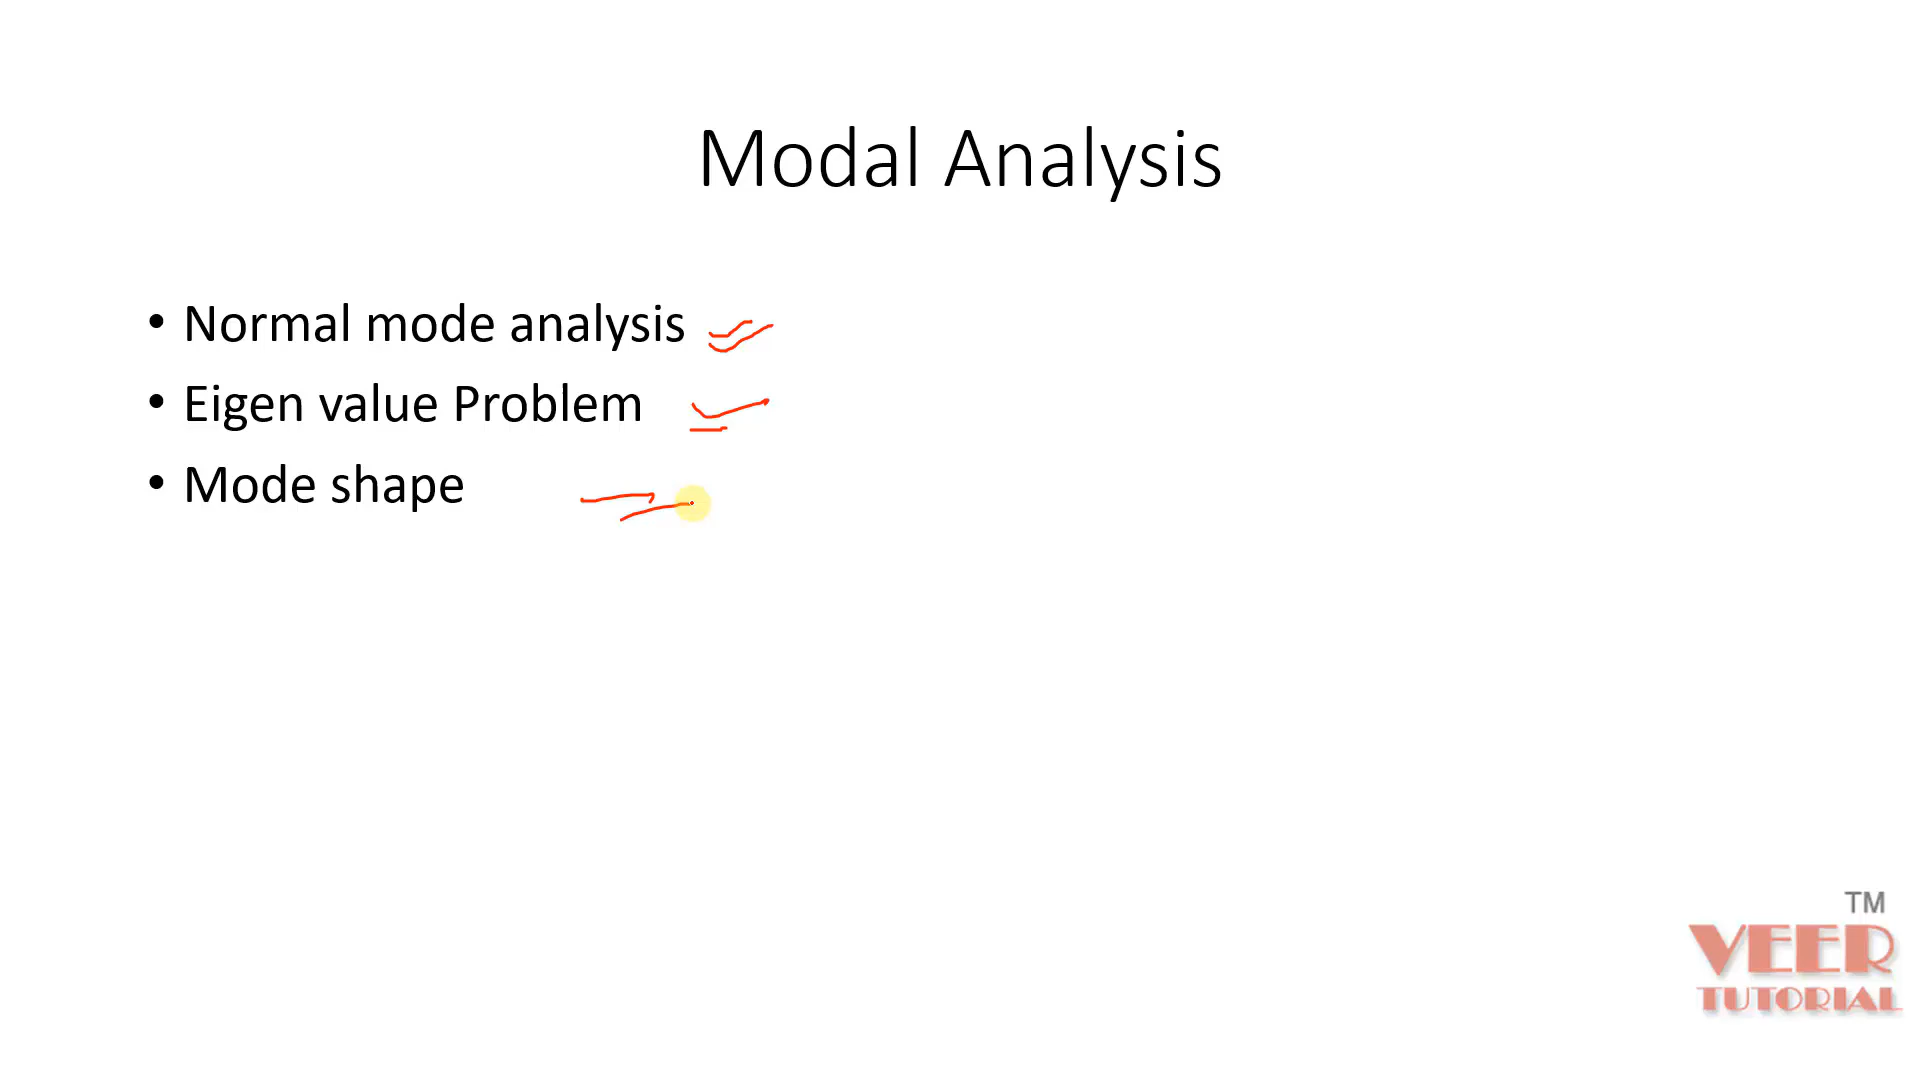 Modal Analysis
• Normal mode analysis
• Eigen value Problem
• Mode shape
TM
VEER
TUTORIAL